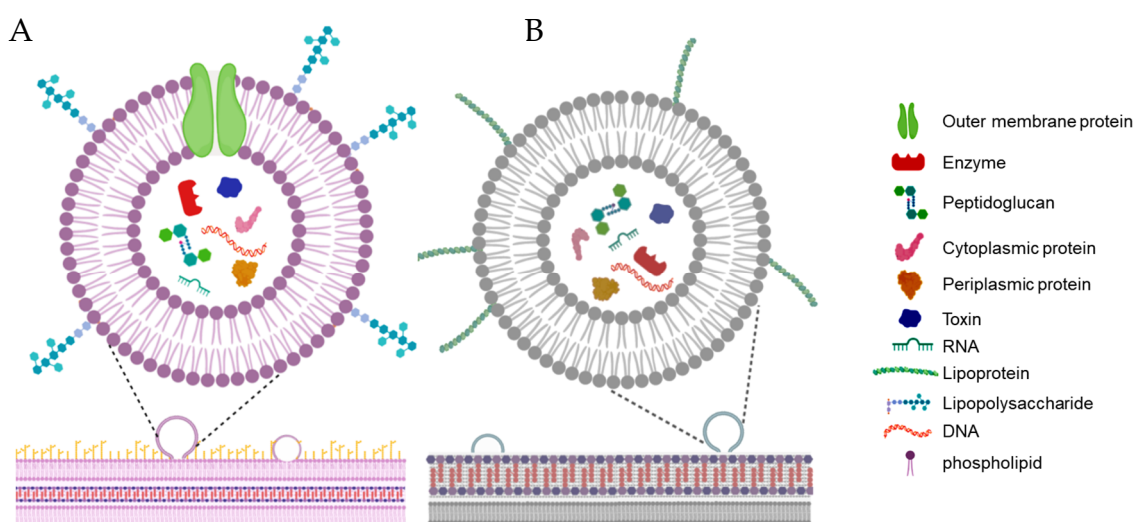 A
B
Outer membrane protein
Enzyme
Peptidoglucan
Cytoplasmic protein
Periplasmic protein
Toxin
RNA
Lipoprotein
Lipopolysaccharide
DNA
phospholipid